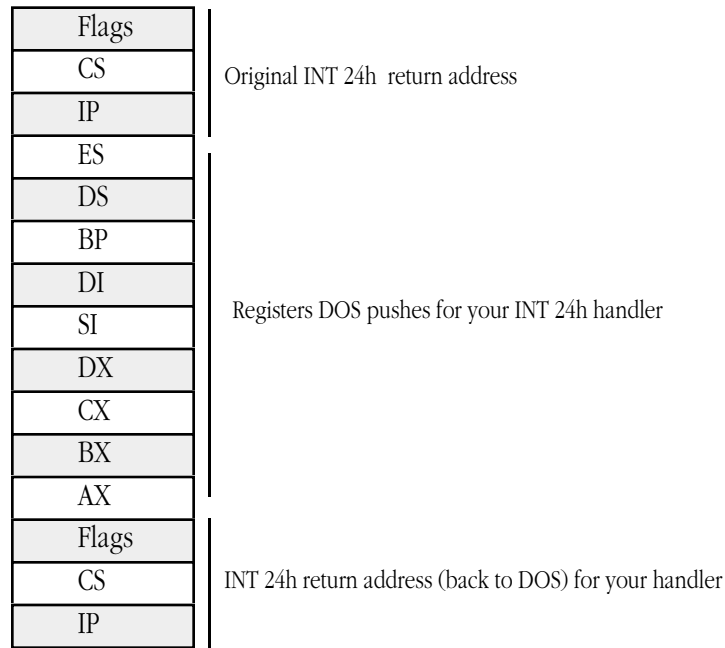 Flags
CS
IP
Original INT 24h return address
ES
DS
BP
DI
SI
DX
CX
BX
AX
Registers DOS pushes for your INT 24h handler
Flags
CS
IP
INT 24h return address (back to DOS) for your handler